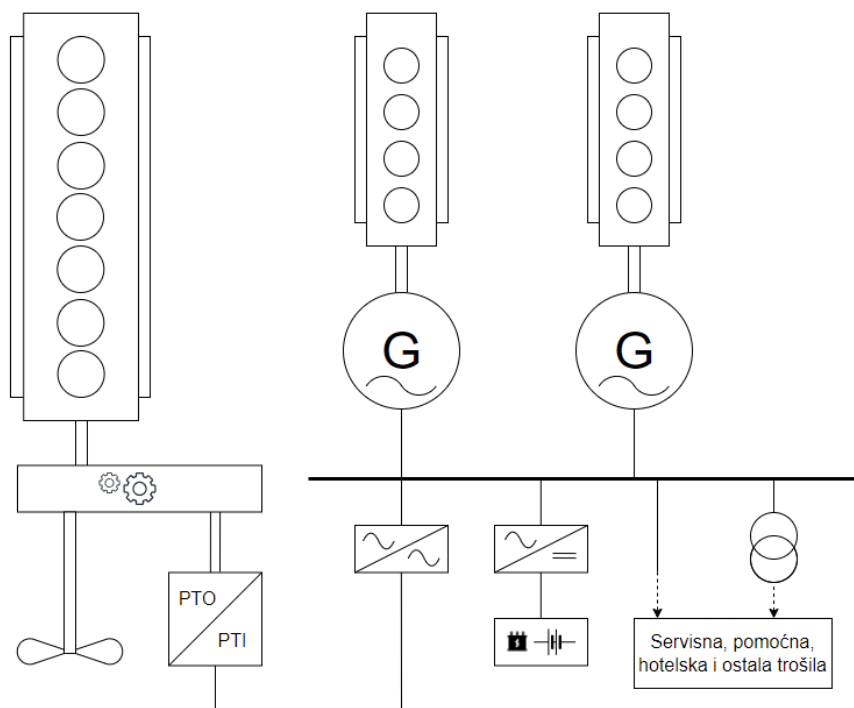 G
G
PTO
PTI
Servisna, pomoćna,
hotelska i ostala trošila